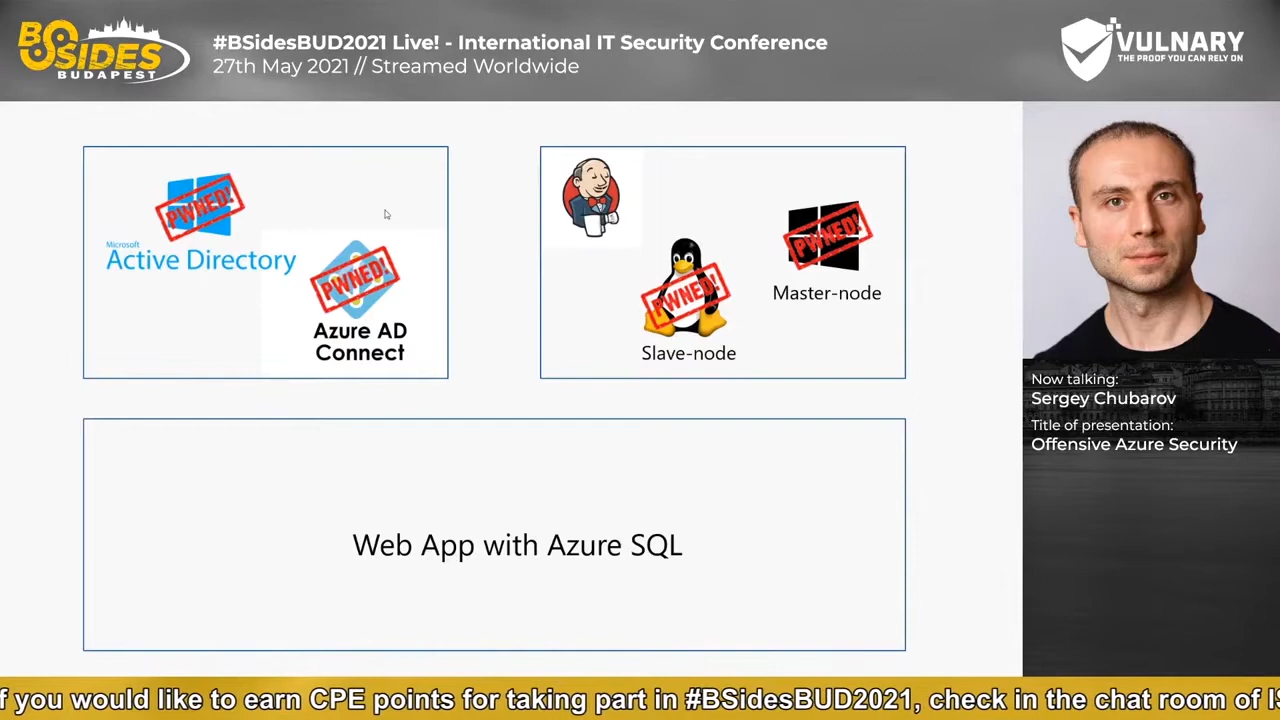 BSIDES
BUDAPEST
#BSidesBUD2021 Live! - International IT Security Conference
27th May 2021 // Streamed Worldwide
VULNARY
THE PROOF YOU CAN RELY ON
PWNED!
Microsoft
Active Directory
PWNED!
Azure AD
Connect
PWNED!
Slave-node
PWNED!
Master-node
Web App with Azure SQL
Now talking:
Sergey Chubarov
Title of presentation:
Offensive Azure Security
f you would like to earn CPE points for taking part in #BSidesBUD2021, check in the chat room of IS